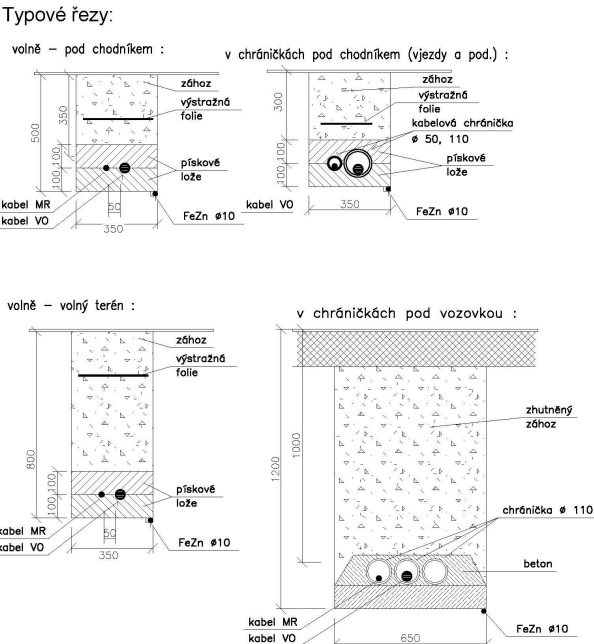 Typové řezy:
volně – pod chodníkem :
500
350
100
100
zához
výstražná
folie
pískové
lože
kabel MR
kabel VO
50
350
FeZn ø10
v chráničkách pod chodníkem (vjezdy a pod.) :
300
100
100
zához
výstražná
folie
kabelová chránička
ø 50, 110
pískové
lože
kabel VO
350
FeZn ø10
volně – volný terén :
800
100
100
zához
výstražná
folie
pískové
lože
kabel MR
kabel VO
50
350
FeZn ø10
v chráničkách pod vozovkou :
1200
1000
zhutněný
zához
chránička ø 110
beton
kabel MR
kabel VO
650
FeZn ø10